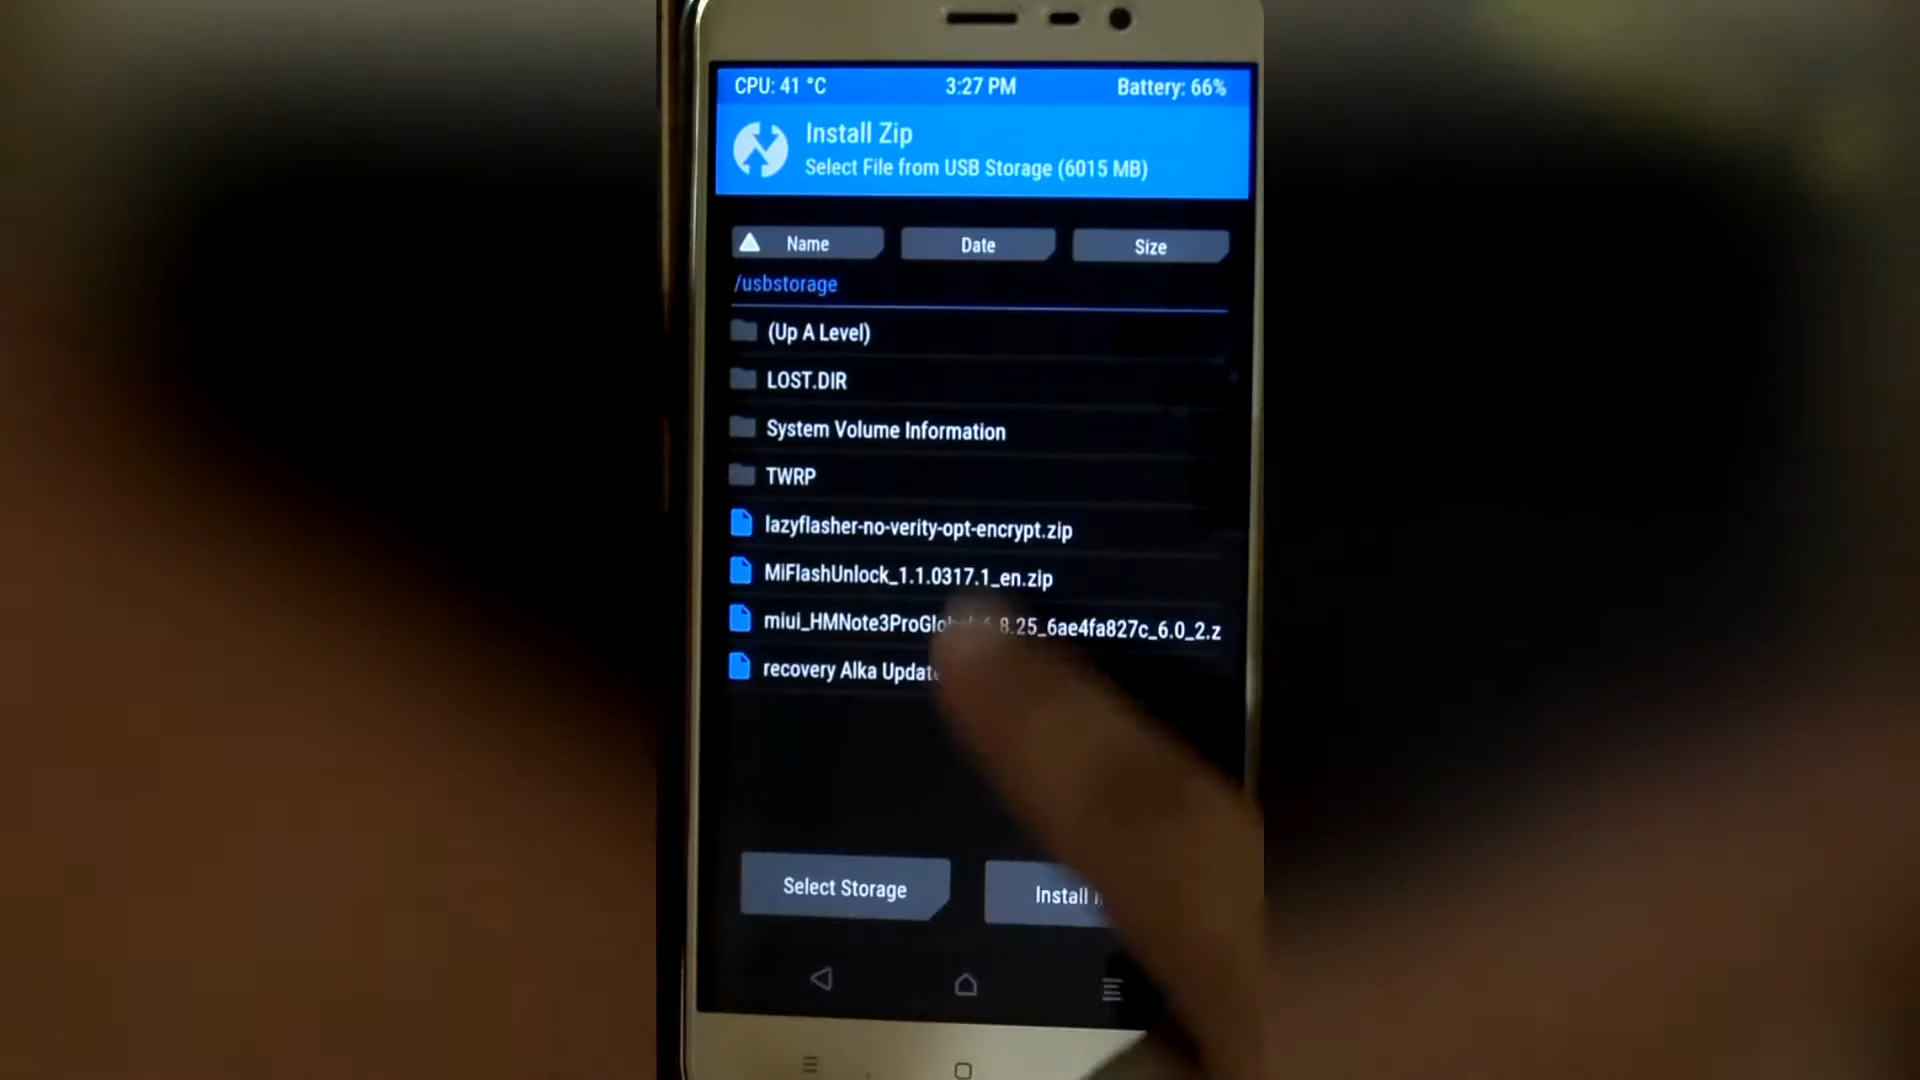 CPU: 41 °C 3:27 PM Battery: 66%
Install Zip
Select File from USB Storage (6015 MB)
Name Date Size
/usbstorage
(Up A Level)
LOST.DIR
System Volume Information
TWRP
lazyflasher-no-verity-opt-encrypt.zip
MiFlashUnlock_1.1.0317.1_en.zip
miui_HMNote3ProGlobal_6.8.25_6ae4fa827c_6.0_2.z
recovery Alka Update
Select Storage Install